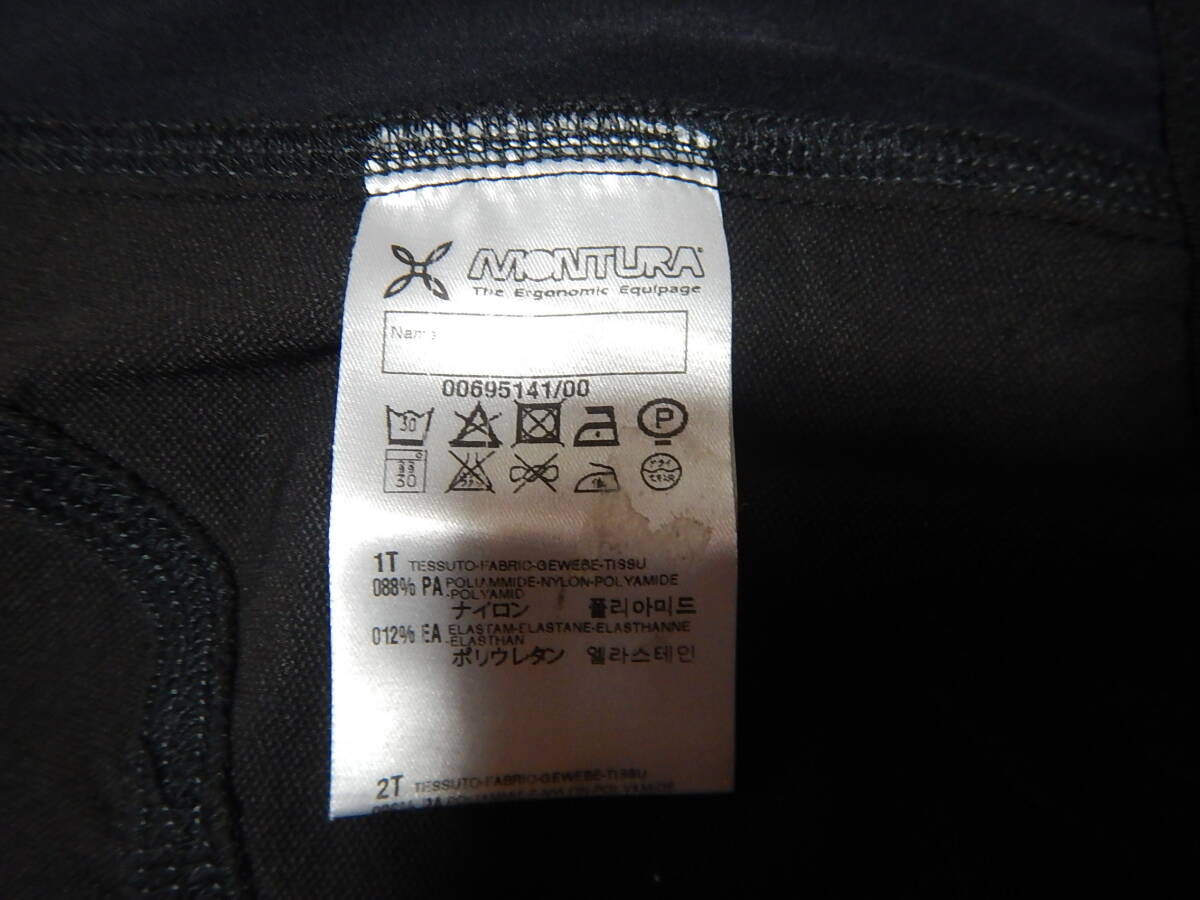 MONTURA
The Ergonomic Equipage
Name
00695141/00
30 P
30
1T TESSUTO-FABRIC-GEWEBE-TISSU
088% PA POLIAMMIDE-NYLON-POLYAMIDE
-POLYAMID
ナイロン 폴리아미드
012% EA ELASTAM-ELASTANE-ELASTHANNE
-ELASTHAN
ポリウレタン 엘라스테인
2T TESSUTO-FABRIC-GEWEBE-TISSU